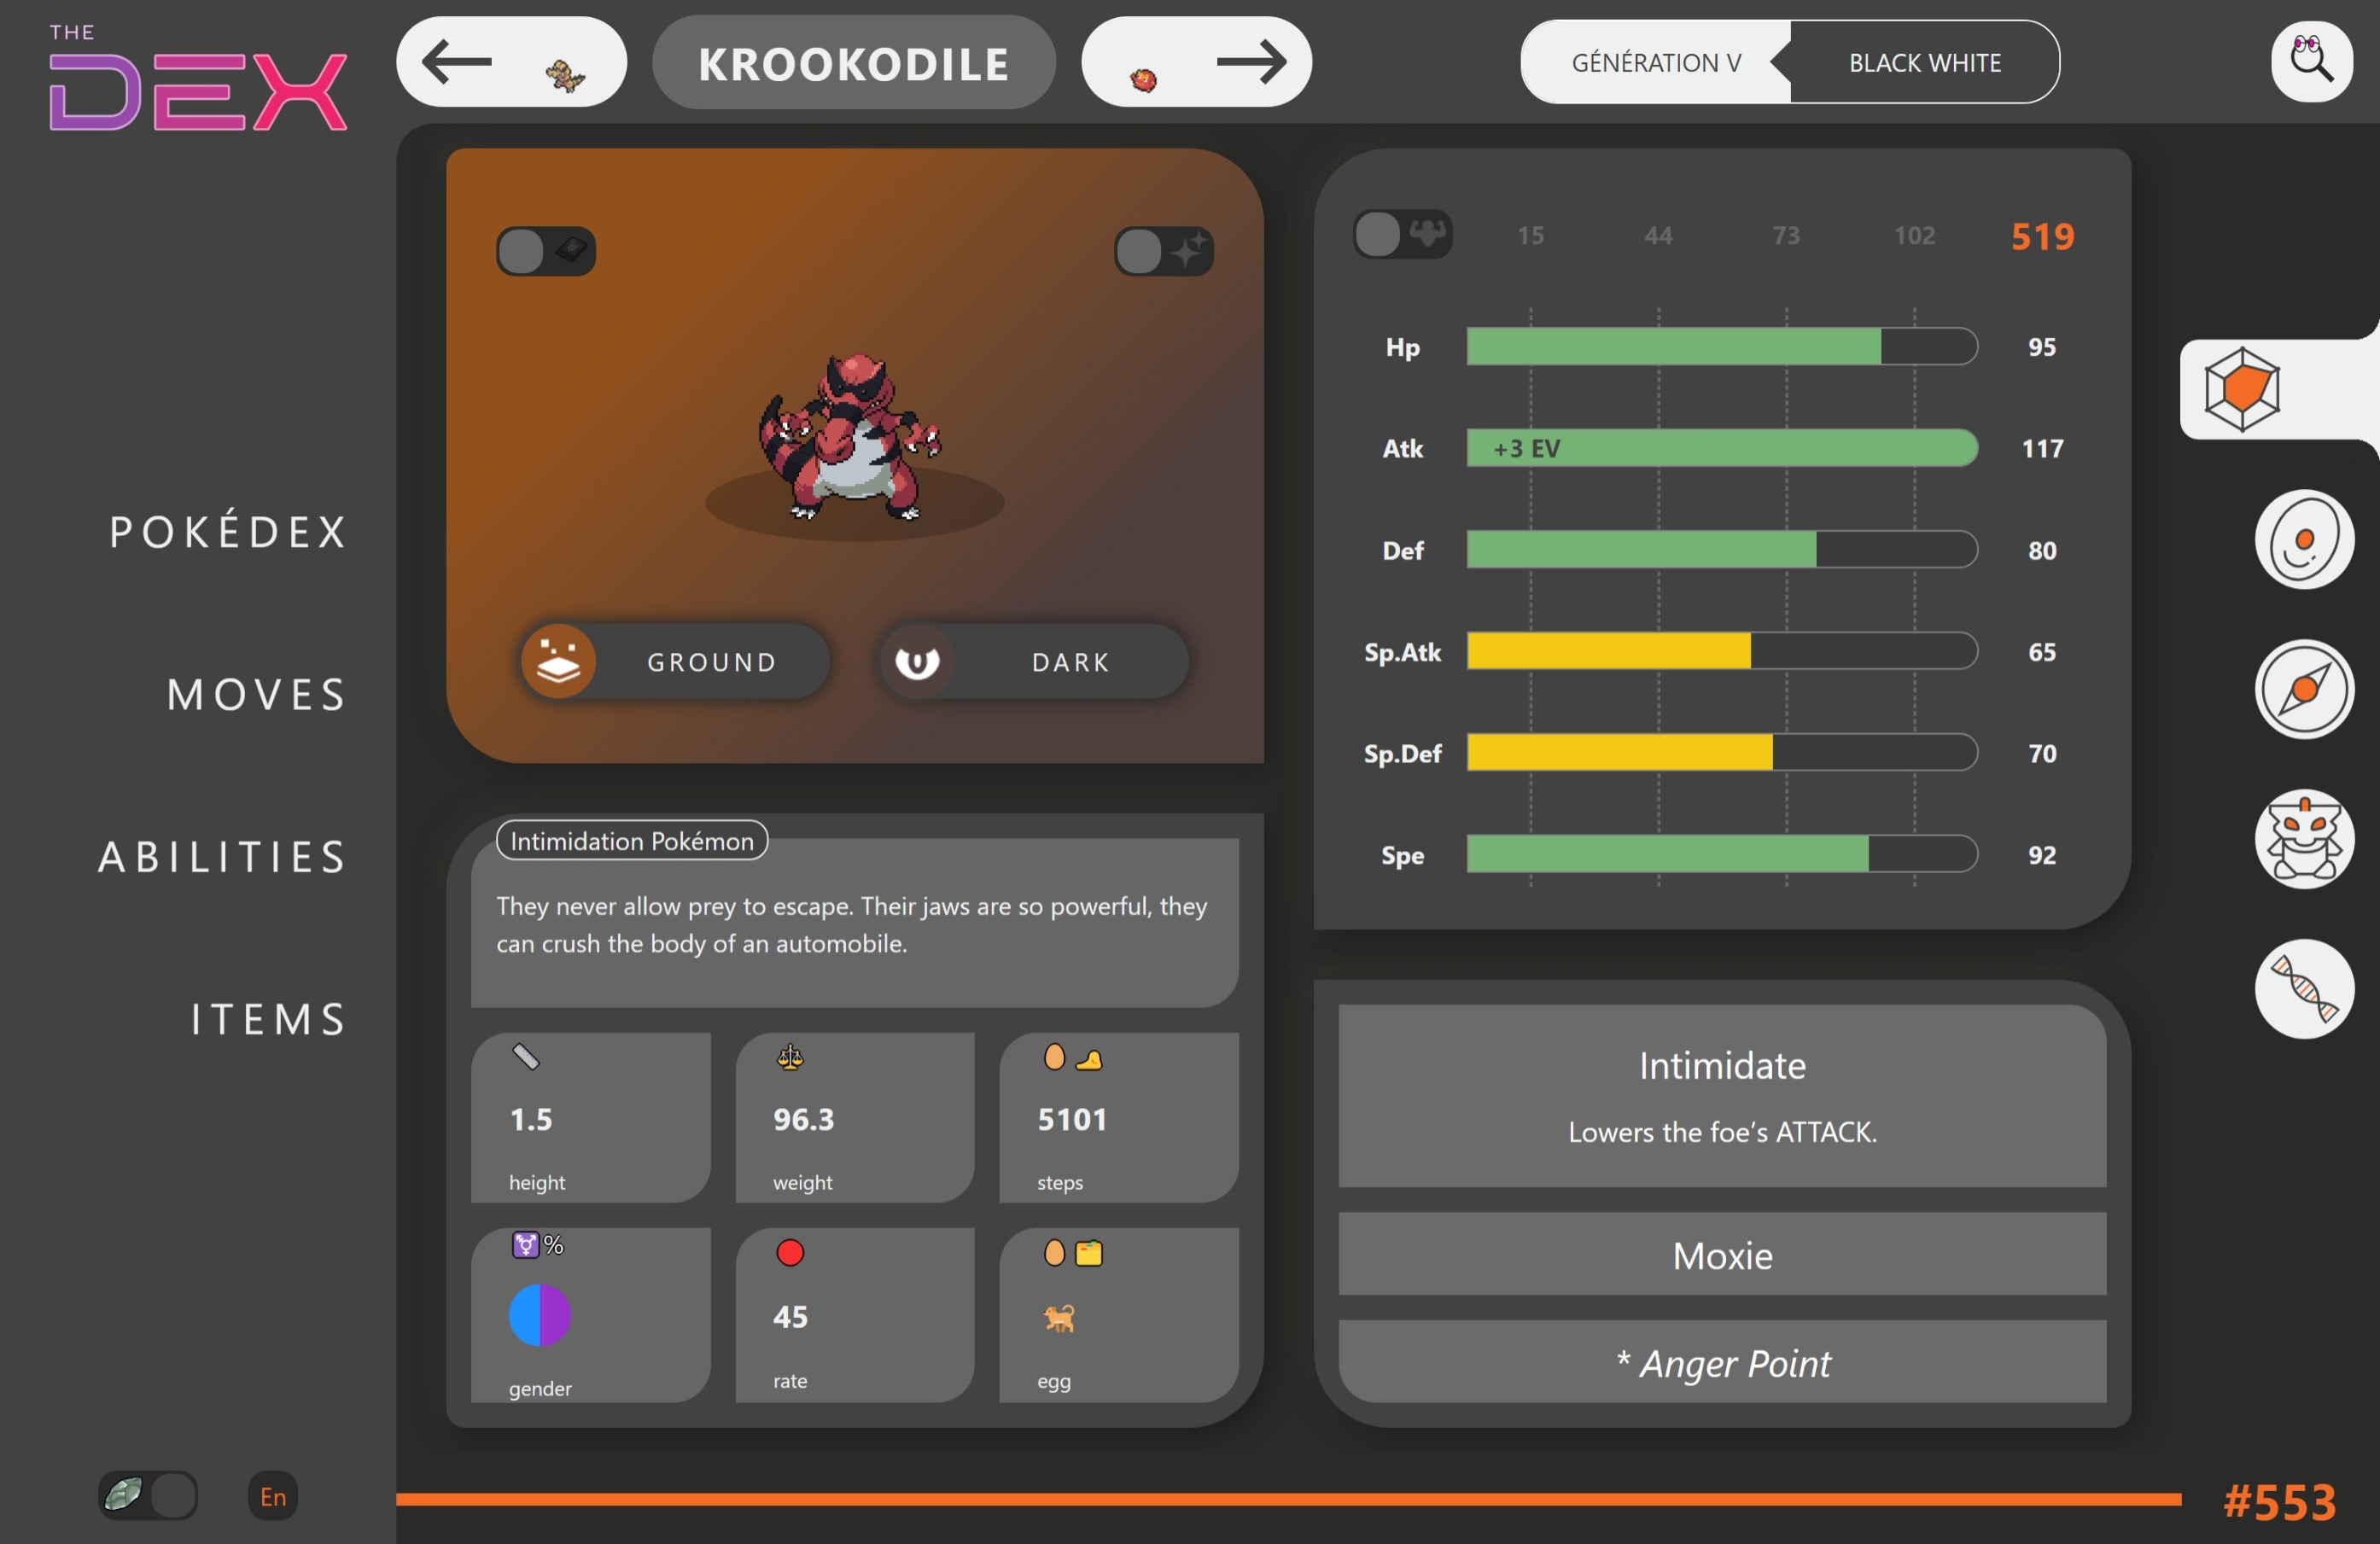 THE
DEX
KROOKODILE
GÉNÉRATION V
BLACK WHITE
POKÉDEX
MOVES
ABILITIES
ITEMS
En
GROUND
DARK
Intimidation Pokémon
They never allow prey to escape. Their jaws are so powerful, they
can crush the body of an automobile.
1.5
height
96.3
weight
5101
steps
%
gender
45
rate
egg
15 44 73 102 519
Hp 95
Atk +3 EV 117
Def 80
Sp.Atk 65
Sp.Def 70
Spe 92
Intimidate
Lowers the foe's ATTACK.
Moxie
* Anger Point
#553